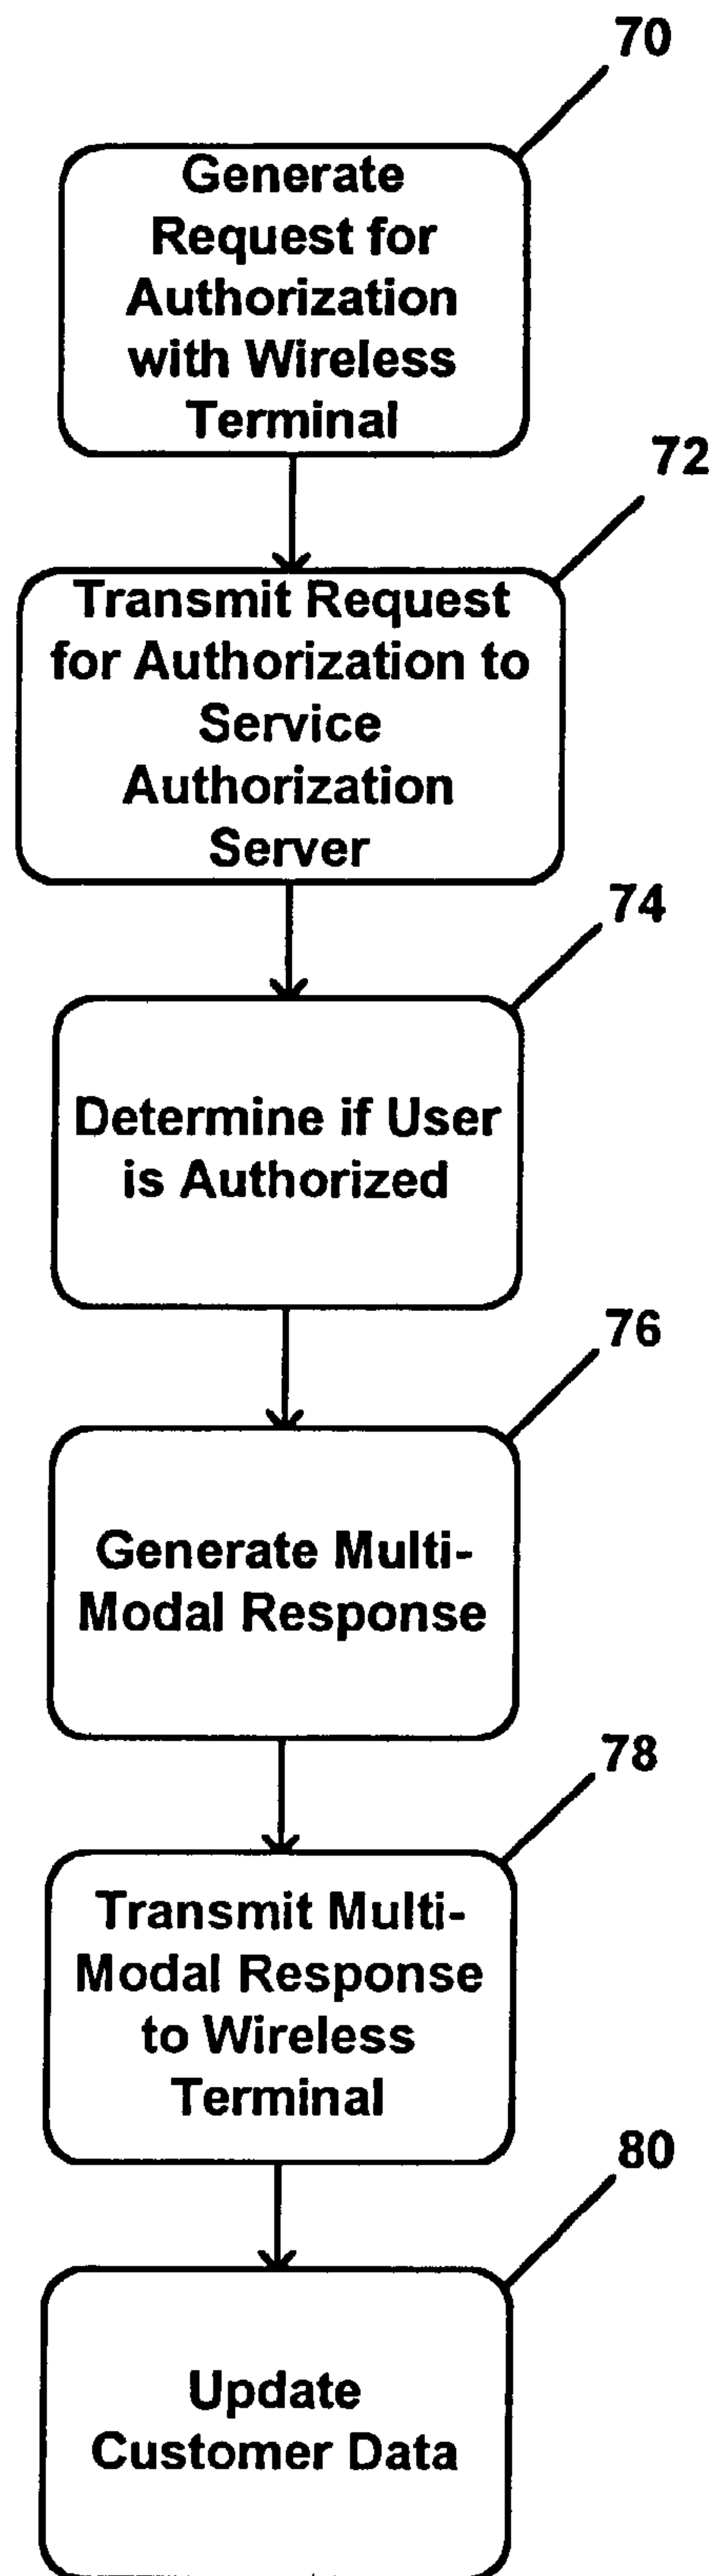 70
Generate
Request for
Authorization
with Wireless
Terminal
72
Transmit Request
for Authorization to
Service
Authorization
Server
74
Determine if User
is Authorized
76
Generate Multi-
Modal Response
78
Transmit Multi-
Modal Response
to Wireless
Terminal
80
Update
Customer Data